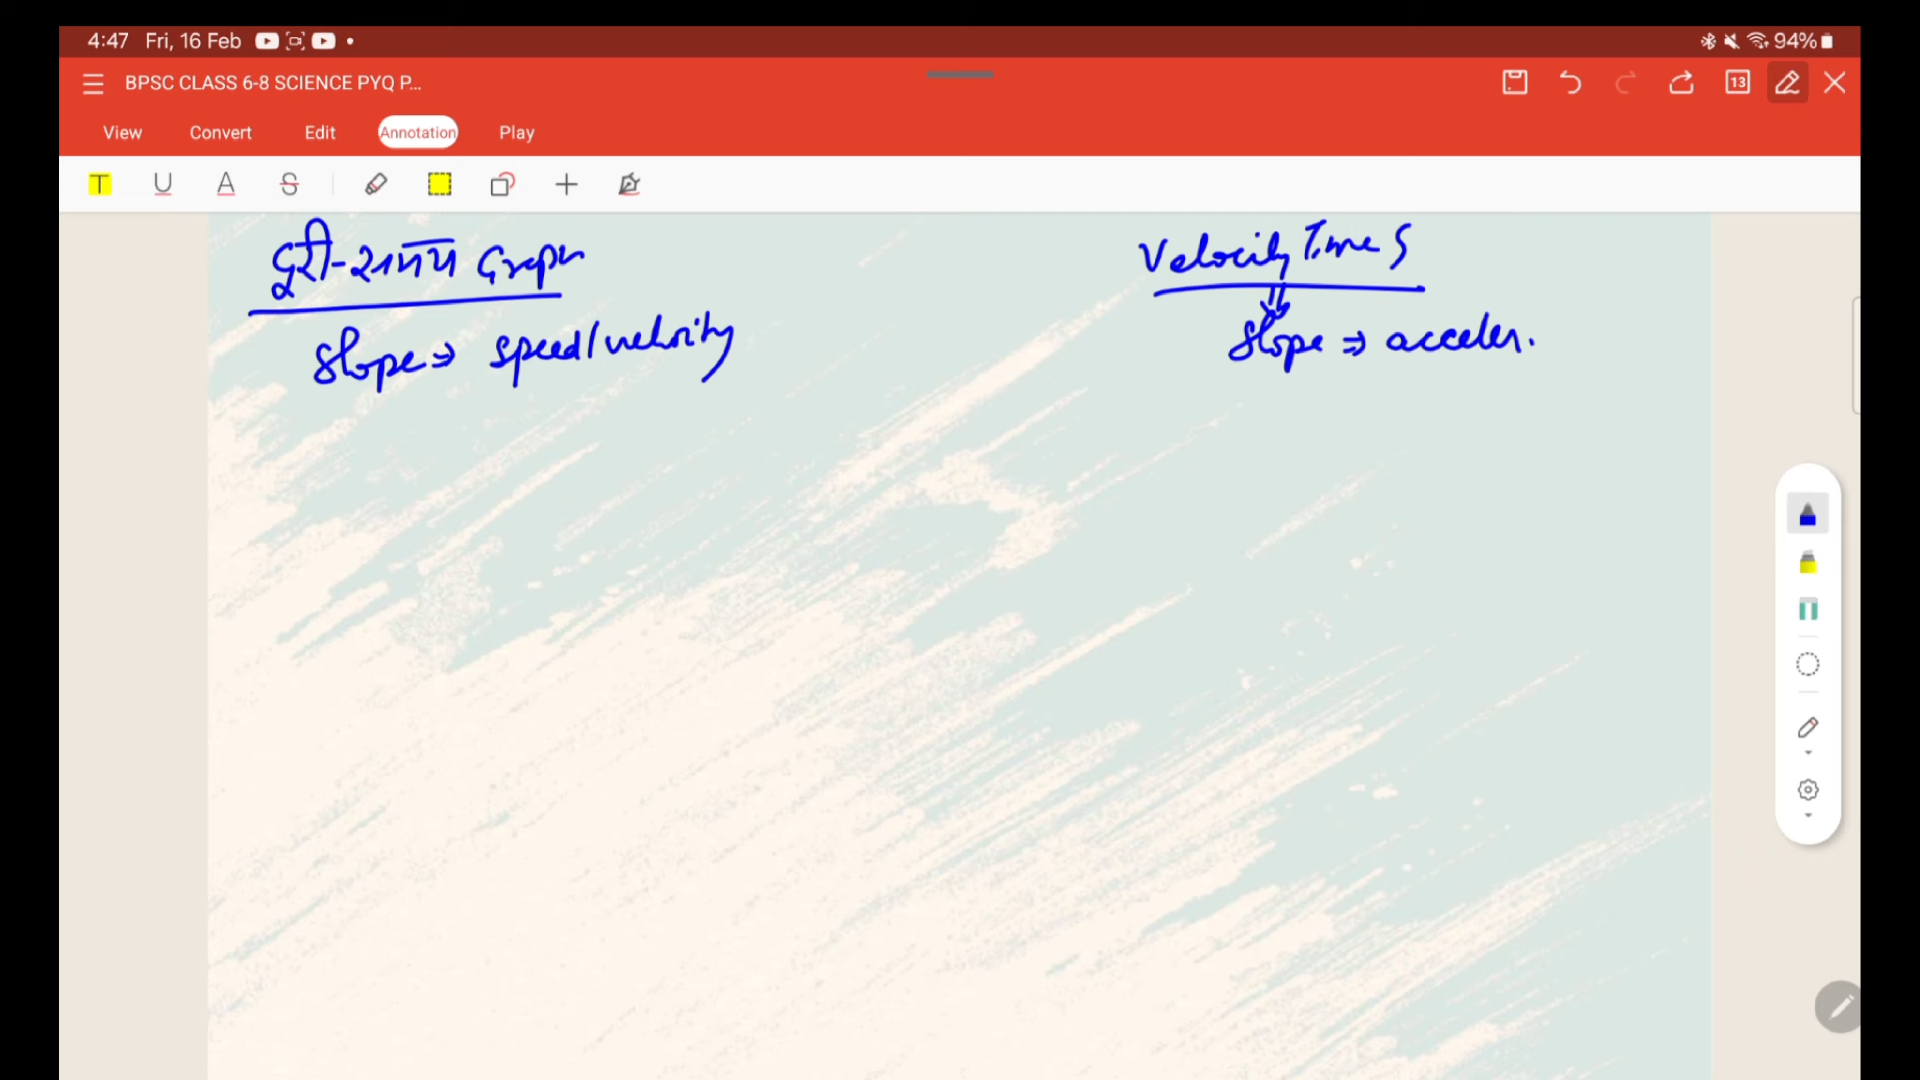 4:47 Fri, 16 Feb
94%
BPSC CLASS 6-8 SCIENCE PYQ P...
13
View Convert Edit Annotation Play
T U A S
दुरी-समय Graph
Slope ⇒ speed/velocity
Velocity Time G
Slope ⇒ acceler.